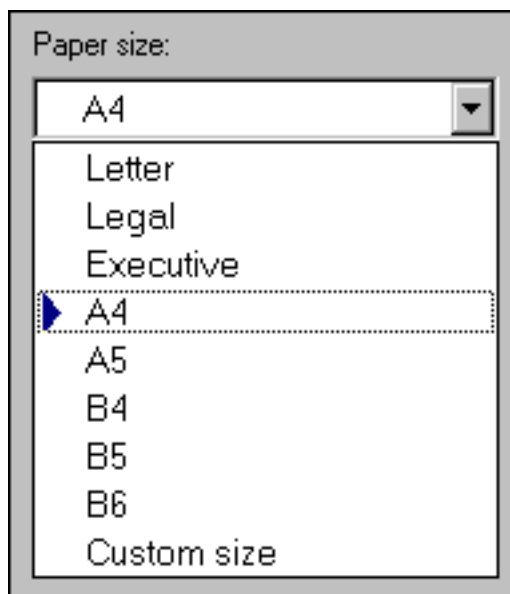 Paper size:
A4
Letter
Legal
Executive
A4
A5
B4
B5
B6
Custom size